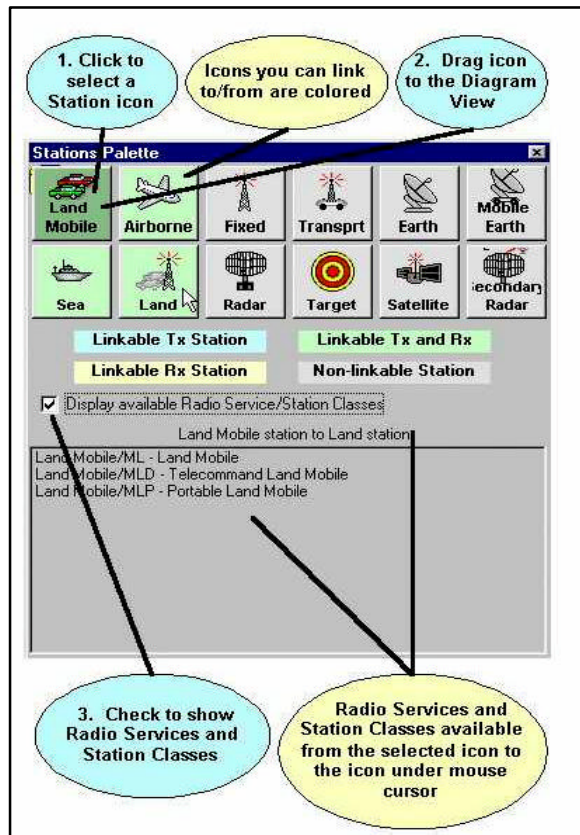 1. Click to
select a
Station icon
Icons you can link
to/from are colored
2. Drag icon
to the Diagram
View
Stations Palette
Land
Mobile
Airborne
Fixed
Transprt
Earth
Mobile
Earth
Sea
Land
Radar
Target
Satellite
Secondary
Radar
Linkable Tx Station
Linkable Tx and Rx
Linkable Rx Station
Non-linkable Station
Display available Radio Service/Station Classes
Land Mobile station to Land station
Land Mobile/ML - Land Mobile
Land Mobile/MLD - Telecommand Land Mobile
Land Mobile/MLP - Portable Land Mobile
3. Check to show
Radio Services and
Station Classes
Radio Services and
Station Classes available
from the selected icon to
the icon under mouse
cursor